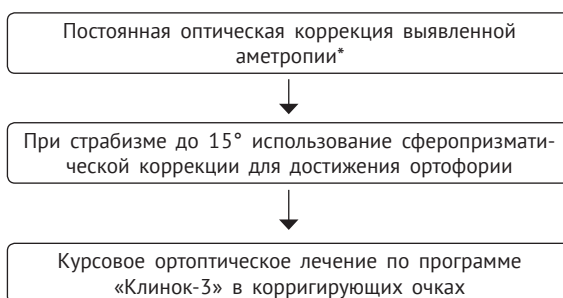 Постоянная оптическая коррекция выявленной
аметропии*
При страбизме до 15° использование сферопризмати-
ческой коррекции для достижения ортофории
Курсовое ортоптическое лечение по программе
«Клинок-3» в корригирующих очках